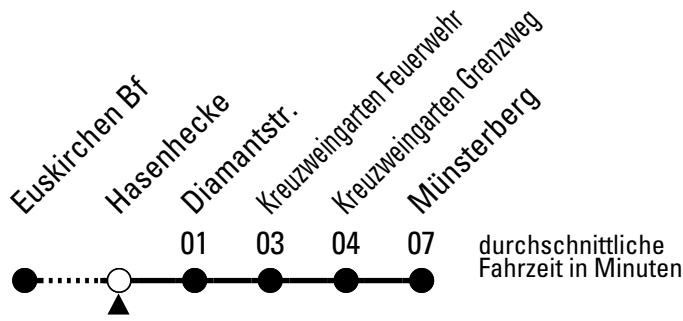 Euskirchen Bf
Hasenhecke
Diamantstr.
Kreuzweingarten Feuerwehr
Kreuzweingarten Grenzweg
Münsterberg
01 03 04 07
durchschnittliche
Fahrzeit in Minuten